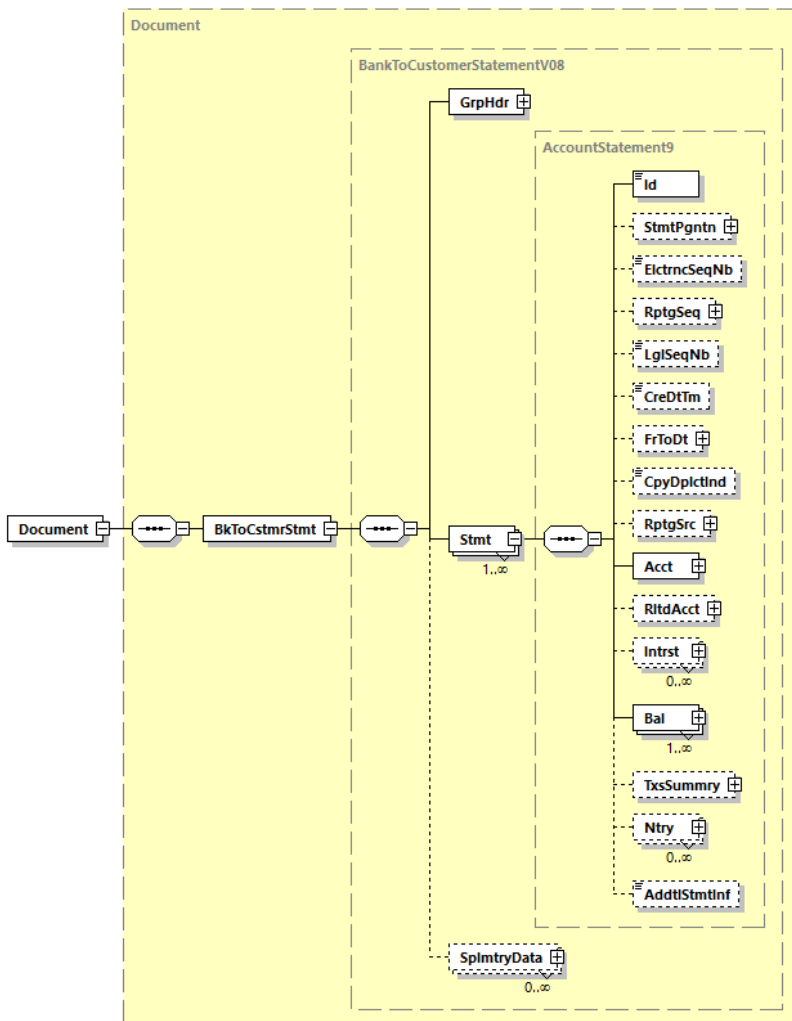 Document
BankToCustomerStatementV08
GrpHdr
AccountStatement9
Id
StmtPgntn
ElctrncSeqNb
RptgSeq
LglSeqNb
CreDtTm
FrToDt
CpyDplctInd
RptgSrc
Document
BkToCstmrStmt
Stmt
1..∞
Acct
RltdAcct
Intrst
0..∞
Bal
1..∞
TxsSummry
Ntry
0..∞
AddtlStmtInf
SplmtryData
0..∞